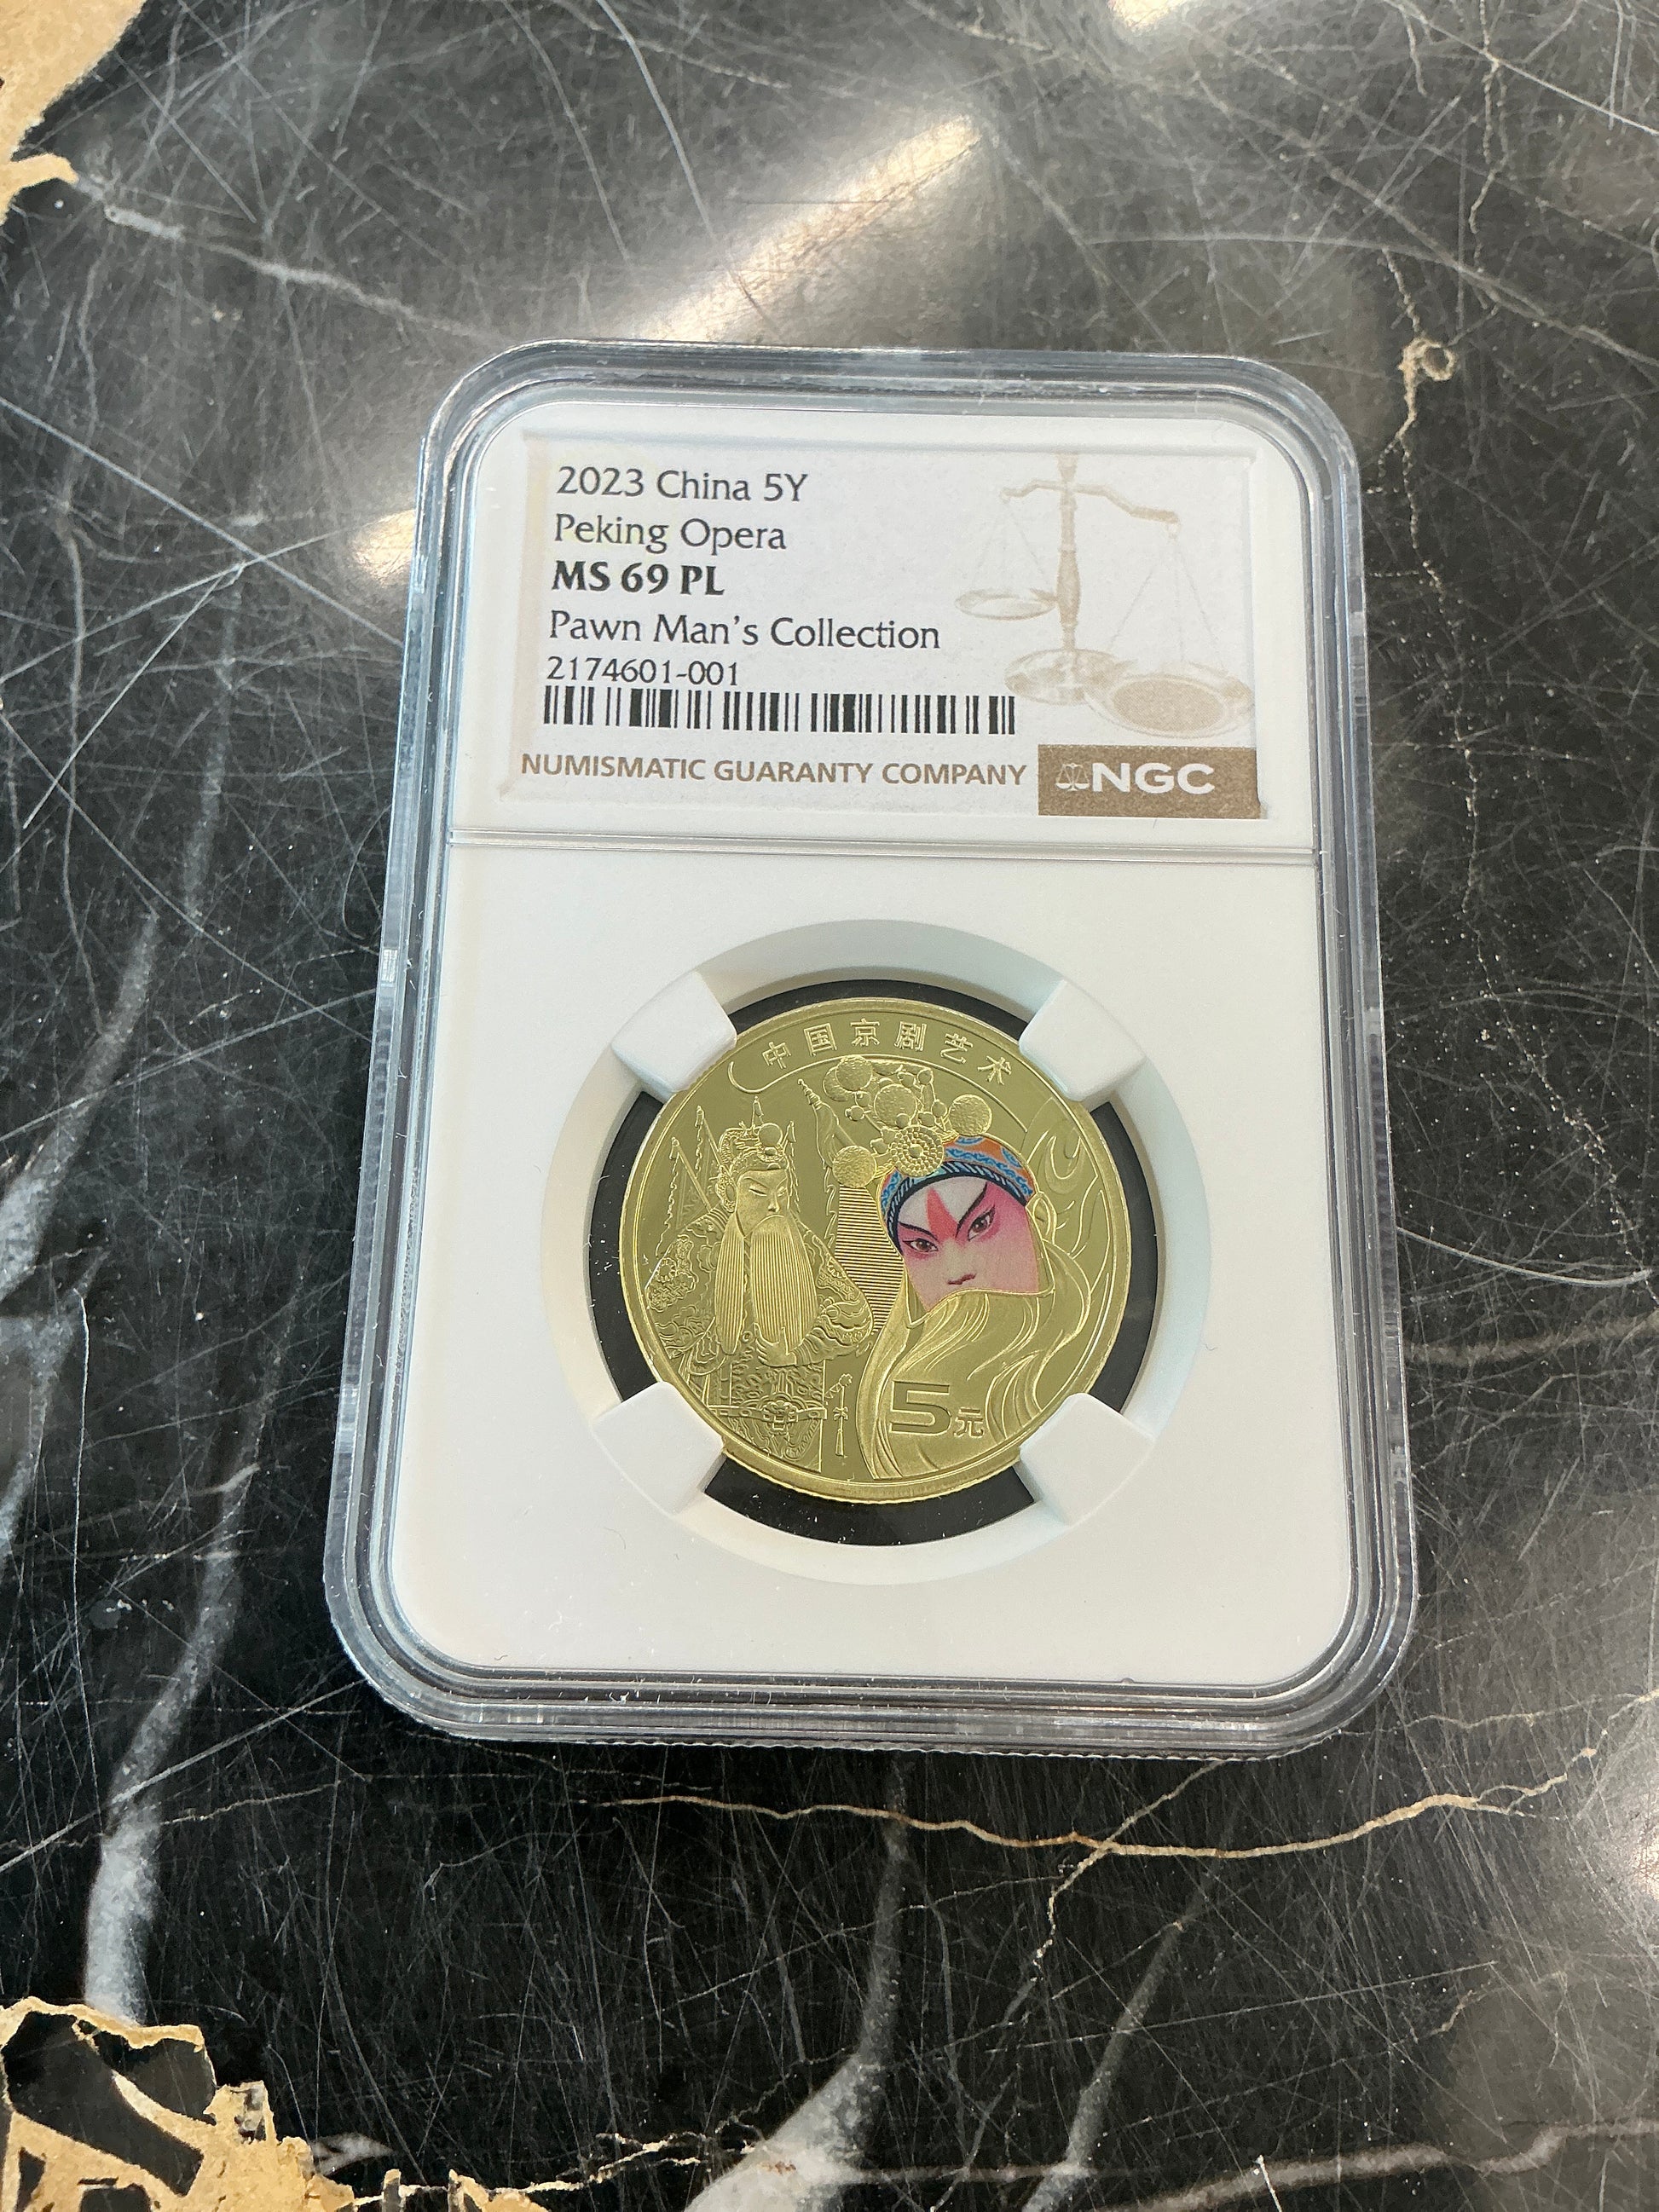 2023 China 5Y
Peking Opera
MS 69 PL
Pawn Man's Collection
2174601-001
NUMISMATIC GUARANTY COMPANY NGC
中国京剧艺术
5元